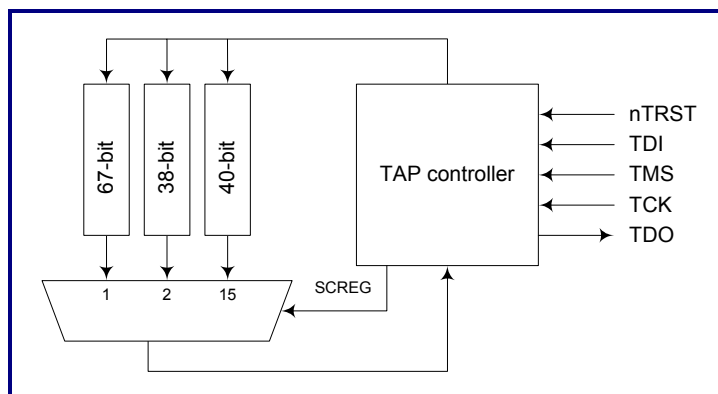 67-bit
38-bit
40-bit
TAP controller
nTRST
TDI
TMS
TCK
TDO
1 2 15
SCREG